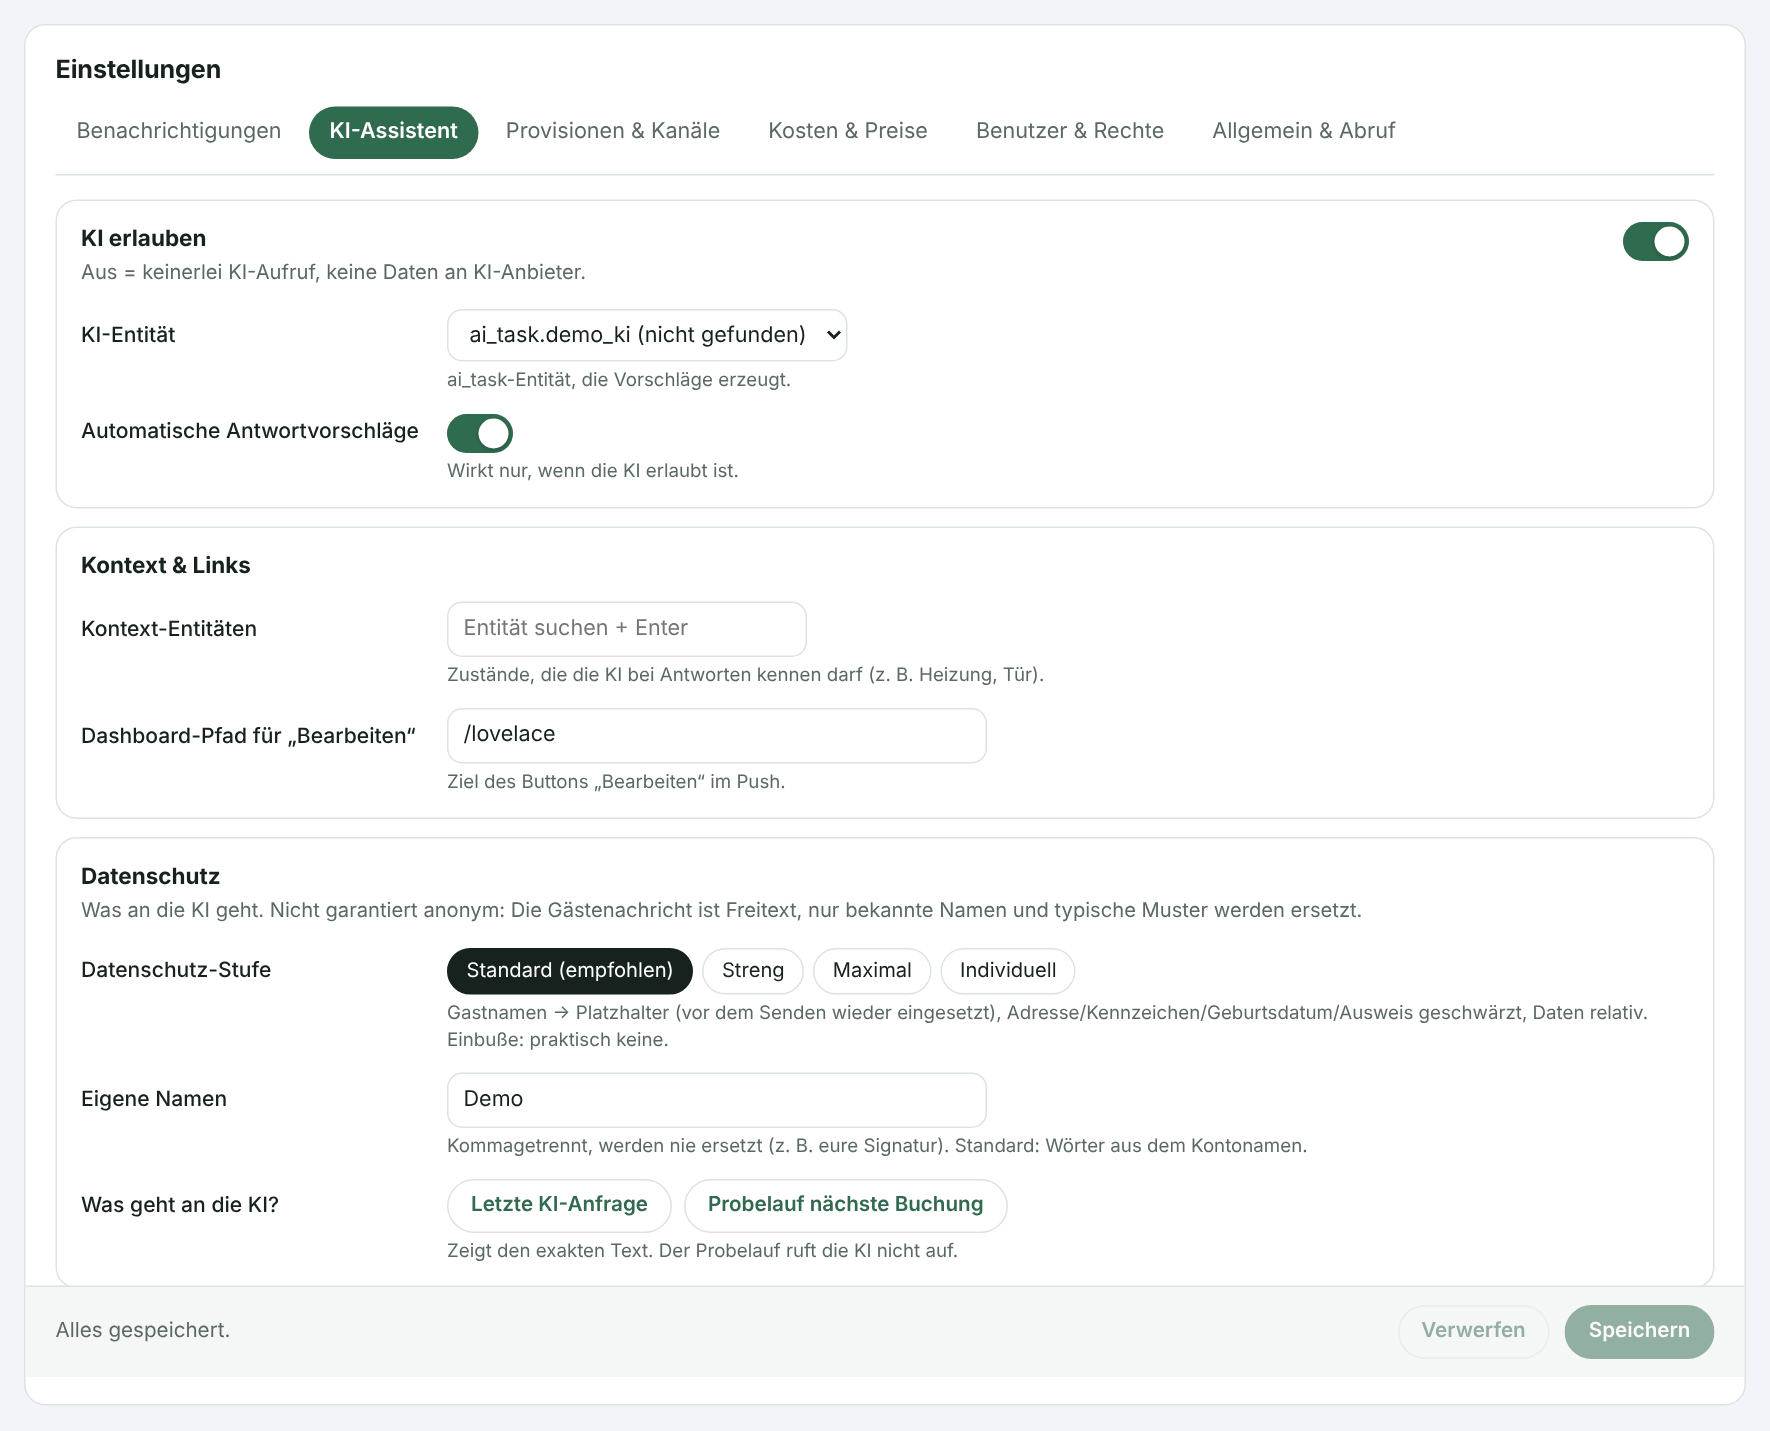 Einstellungen
Benachrichtigungen
KI-Assistent
Provisionen & Kanäle
Kosten & Preise
Benutzer & Rechte
Allgemein & Abruf
KI erlauben
Aus = keinerlei KI-Aufruf, keine Daten an KI-Anbieter.
KI-Entität
ai_task.demo_ki (nicht gefunden)
ai_task-Entität, die Vorschläge erzeugt.
Automatische Antwortvorschläge
Wirkt nur, wenn die KI erlaubt ist.
Kontext & Links
Kontext-Entitäten
Entität suchen + Enter
Zustände, die die KI bei Antworten kennen darf (z. B. Heizung, Tür).
Dashboard-Pfad für „Bearbeiten“
/lovelace
Ziel des Buttons „Bearbeiten“ im Push.
Datenschutz
Was an die KI geht. Nicht garantiert anonym: Die Gästenachricht ist Freitext, nur bekannte Namen und typische Muster werden ersetzt.
Datenschutz-Stufe
Standard (empfohlen)
Streng
Maximal
Individuell
Gastnamen → Platzhalter (vor dem Senden wieder eingesetzt), Adresse/Kennzeichen/Geburtsdatum/Ausweis geschwärzt, Daten relativ.
Einbuße: praktisch keine.
Eigene Namen
Demo
Kommagetrennt, werden nie ersetzt (z. B. eure Signatur). Standard: Wörter aus dem Kontonamen.
Was geht an die KI?
Letzte KI-Anfrage
Probelauf nächste Buchung
Zeigt den exakten Text. Der Probelauf ruft die KI nicht auf.
Alles gespeichert.
Verwerfen
Speichern